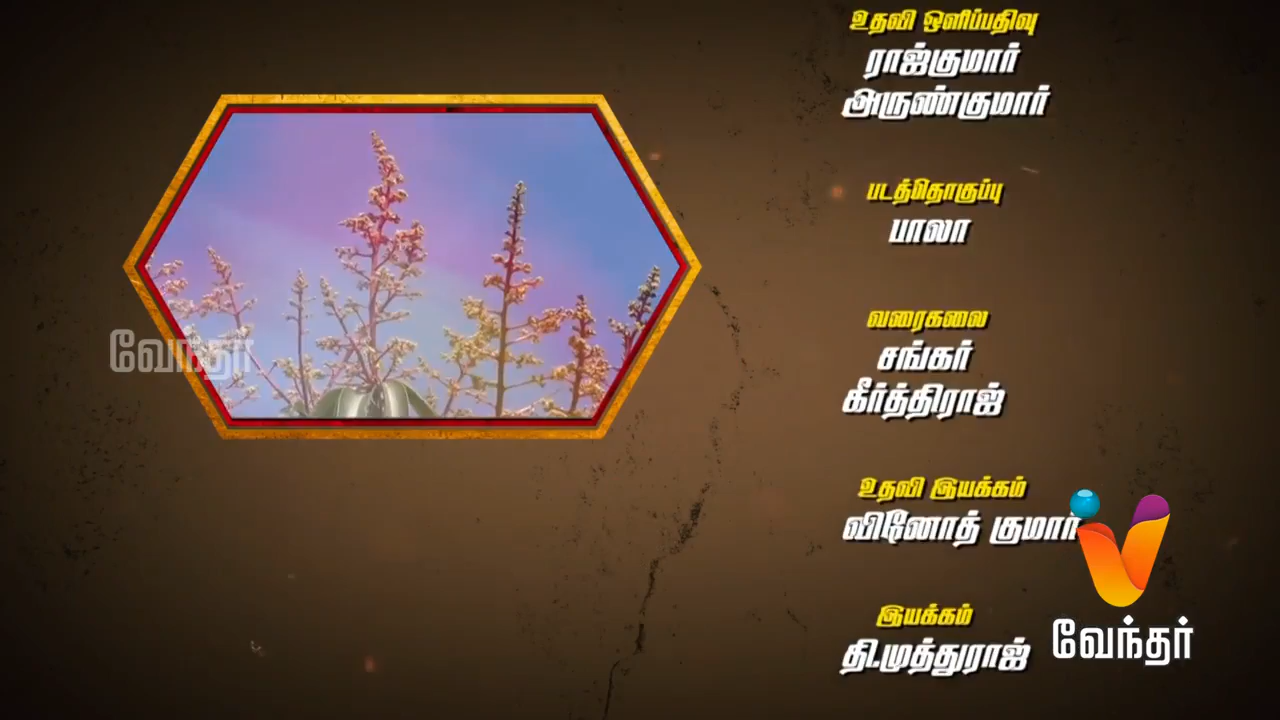 உதவி ஒளிப்பதிவு
ராஜ்குமார்
அருண்குமார்
படத்தொகுப்பு
பாலா
வரைகலை
சங்கர்
கீர்த்திராஜ்
உதவி இயக்கம்
வினோத் குமார்
இயக்கம்
தி.முத்துராஜ்
வேந்தர்
வேந்தர்